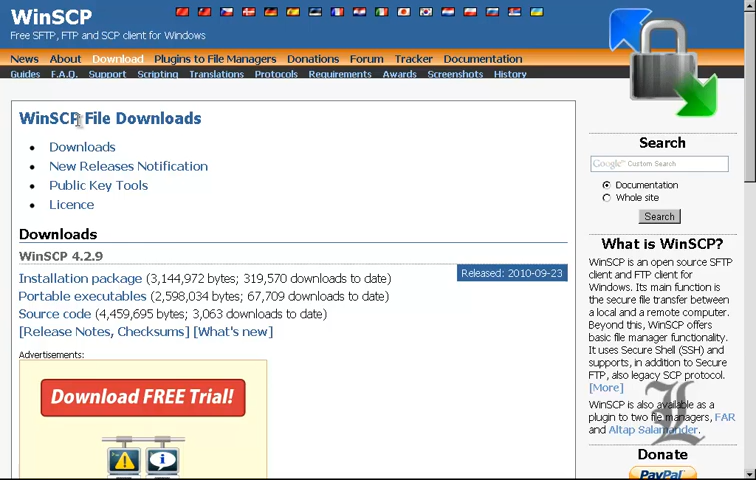 WinSCP
Free SFTP, FTP and SCP client for Windows
News About Download Plugins to File Managers Donations Forum Tracker Documentation
Guides F.A.Q. Support Scripting Translations Protocols Requirements Awards Screenshots History
WinSCP File Downloads
Downloads
New Releases Notification
Public Key Tools
Licence
Downloads
WinSCP 4.2.9
Released: 2010-09-23
Installation package (3,144,972 bytes; 319,570 downloads to date)
Portable executables (2,598,034 bytes; 67,709 downloads to date)
Source code (4,459,695 bytes; 3,063 downloads to date)
[Release Notes, Checksums] [What's new]
Advertisements:
Download FREE Trial!
Search
Google Custom Search
Documentation
Whole site
Search
What is WinSCP?
WinSCP is an open source SFTP
client and FTP client for
Windows. Its main function is
the secure file transfer between
a local and a remote computer.
Beyond this, WinSCP offers
basic file manager functionality.
It uses Secure Shell (SSH) and
supports, in addition to Secure
FTP, also legacy SCP protocol.
[More]
WinSCP is also available as a
plugin to two file managers, FAR
and Altap Salamander.
L
Donate
PayPal